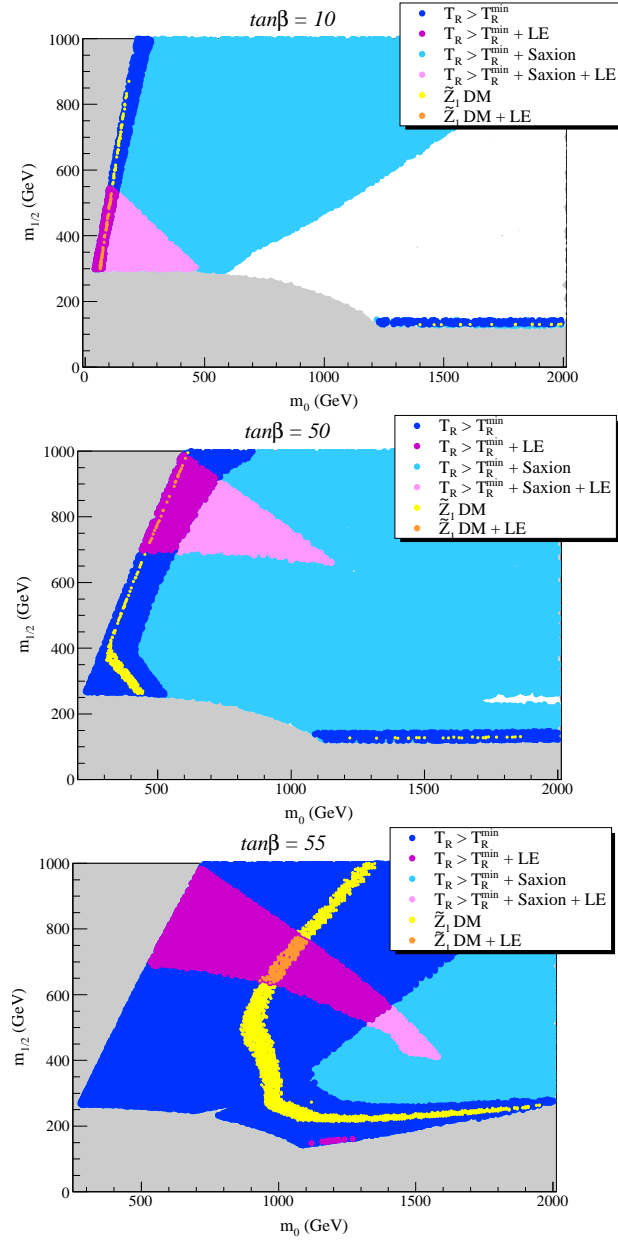 tanβ = 10
T_R > T_R^min
T_R > T_R^min + LE
T_R > T_R^min + Saxion
T_R > T_R^min + Saxion + LE
Z̃_1 DM
Z̃_1 DM + LE
m_1/2 (GeV)
1000
800
600
400
200
0
0 500 1000 1500 2000
m_0 (GeV)
tanβ = 50
T_R > T_R^min
T_R > T_R^min + LE
T_R > T_R^min + Saxion
T_R > T_R^min + Saxion + LE
Z̃_1 DM
Z̃_1 DM + LE
m_1/2 (GeV)
1000
800
600
400
200
0
500 1000 1500 2000
m_0 (GeV)
tanβ = 55
T_R > T_R^min
T_R > T_R^min + LE
T_R > T_R^min + Saxion
T_R > T_R^min + Saxion + LE
Z̃_1 DM
Z̃_1 DM + LE
m_1/2 (GeV)
1000
800
600
400
200
0
500 1000 1500 2000
m_0 (GeV)